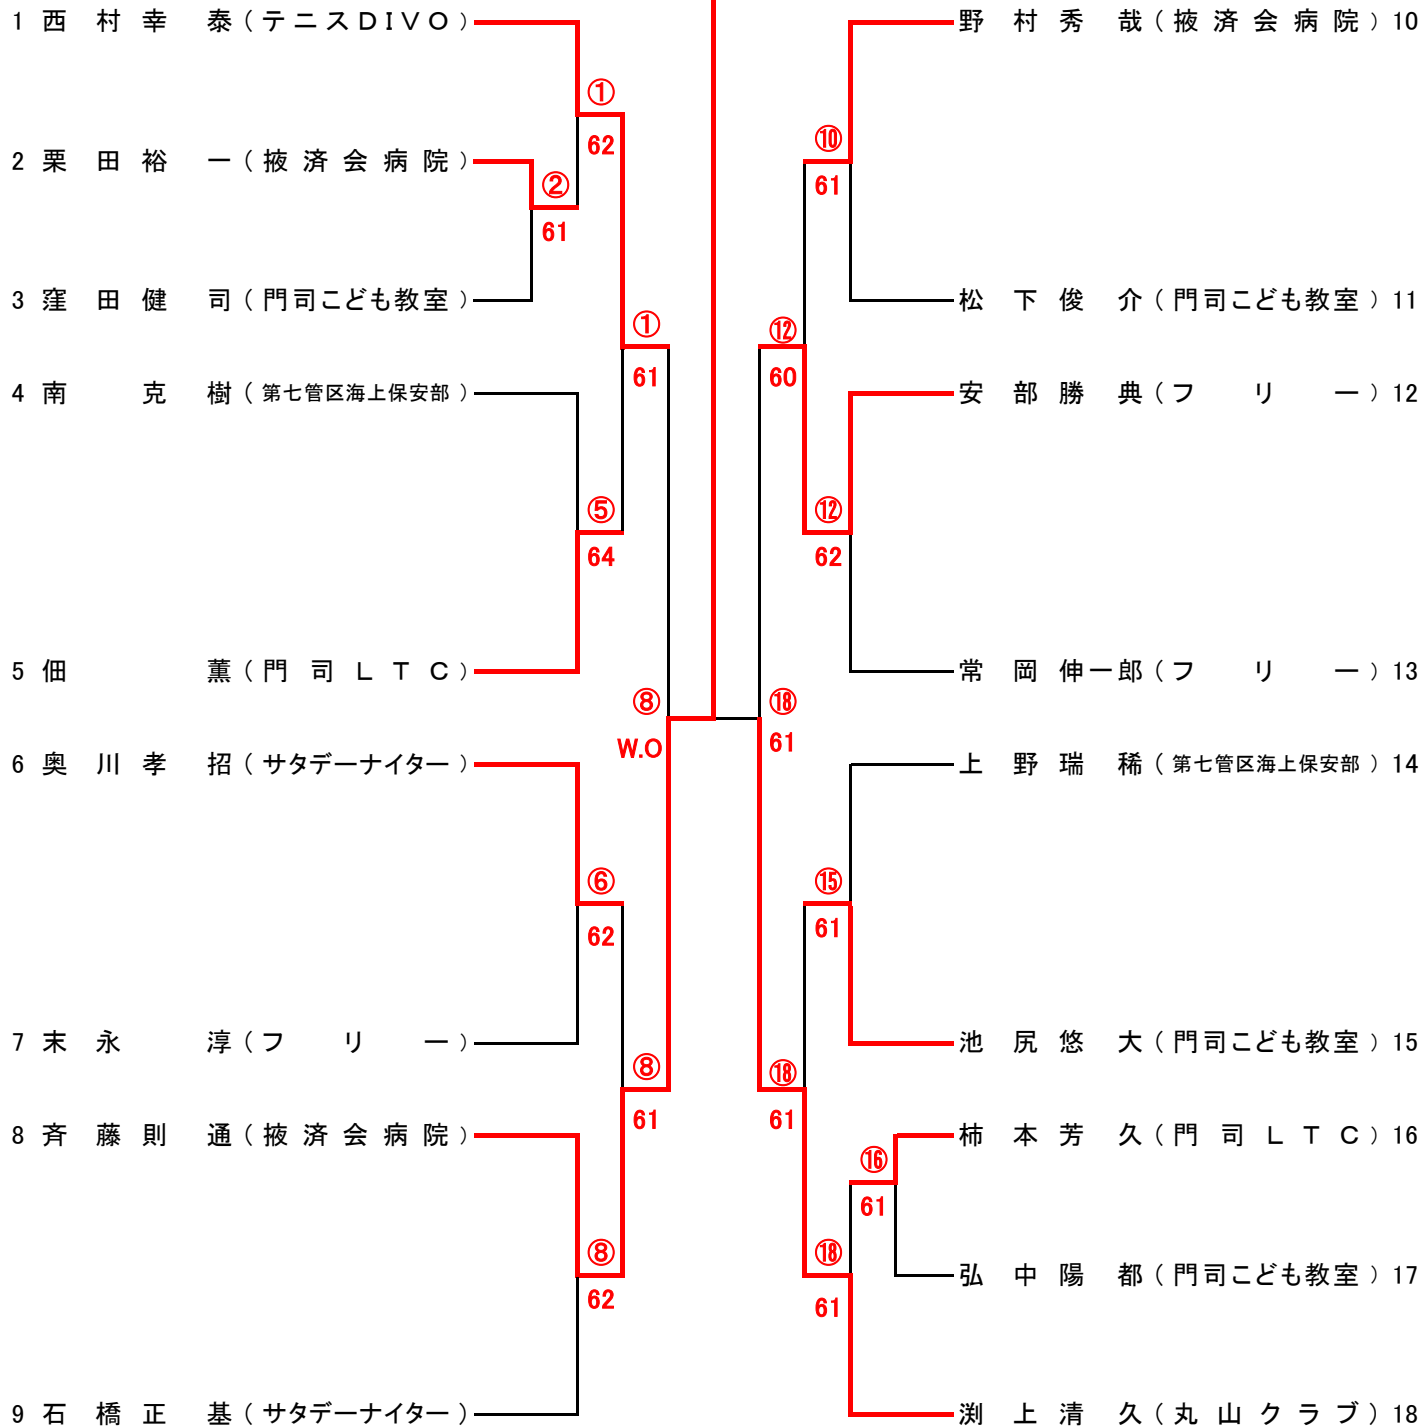 1 西村幸泰(テニスDIVO)
①
62
2 栗田裕一(掖済会病院)
②
61
3 窪田健司(門司こども教室)
①
61
4 南克樹(第七管区海上保安部)
⑤
64
5 佃薫(門司LTC)
⑧
W.O
6 奥川孝招(サタデーナイター)
⑥
62
7 末永淳(フリー)
⑧
61
8 斉藤則通(掖済会病院)
⑧
62
9 石橋正基(サタデーナイター)
野村秀哉(掖済会病院) 10
⑩
61
松下俊介(門司こども教室) 11
⑫
60
安部勝典(フリー) 12
⑫
62
常岡伸一郎(フリー) 13
⑱
61
上野瑞稀(第七管区海上保安部) 14
⑮
61
池尻悠大(門司こども教室) 15
⑱
61
柿本芳久(門司LTC) 16
⑯
61
弘中陽都(門司こども教室) 17
⑱
61
渕上清久(丸山クラブ) 18